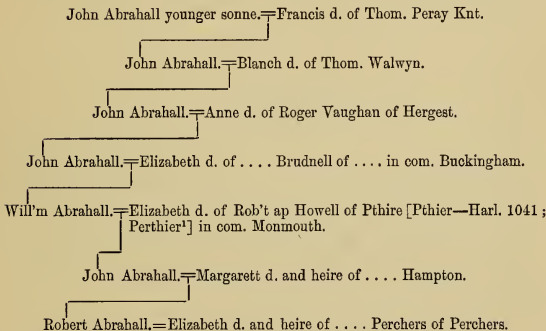 John Abrahall younger sonne.=Francis d. of Thom. Peray Knt.
John Abrahall.=Blanch d. of Thom. Walwyn.
John Abrahall.=Anne d. of Roger Vaughan of Hergest.
John Abrahall.=Elizabeth d. of . . . . Brudnell of . . . . in com. Buckingham.
Will'm Abrahall.=Elizabeth d. of Rob't ap Howell of Pthire [Pthier—Harl. 1041 ;
Perthier¹] in com. Monmouth.
John Abrahall.=Margarett d. and heire of . . . . Hampton.
Robert Abrahall.=Elizabeth d. and heire of . . . . Perchers of Perchers.